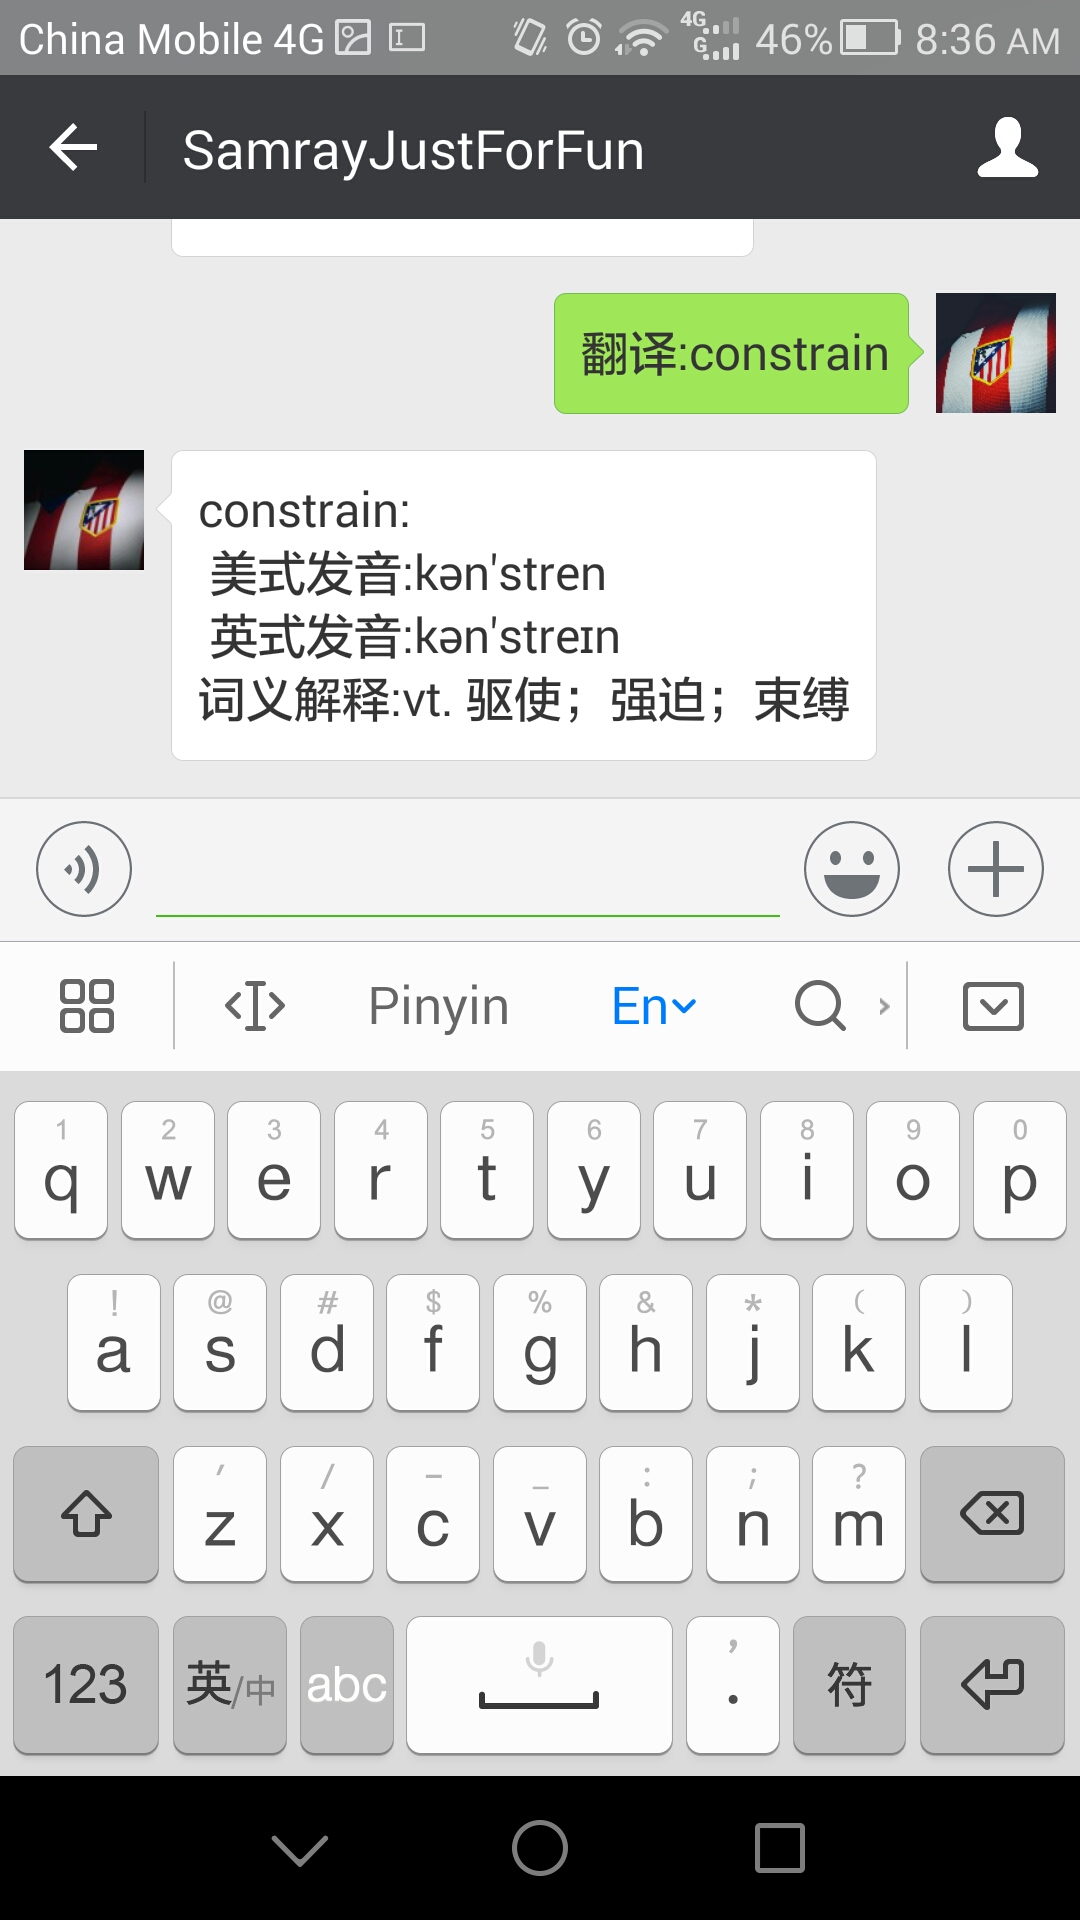 China Mobile 4G 4G G 46% 8:36 AM
SamrayJustForFun
翻译:constrain
constrain:
美式发音:kən'stren
英式发音:kən'streɪn
词义解释:vt. 驱使；强迫；束缚
Pinyin En
1 2 3 4 5 6 7 8 9 0
q w e r t y u i o p
! @ # $ % & * ( )
a s d f g h j k l
' / - _ : ; ?
z x c v b n m
,
123 英/中 abc . 符